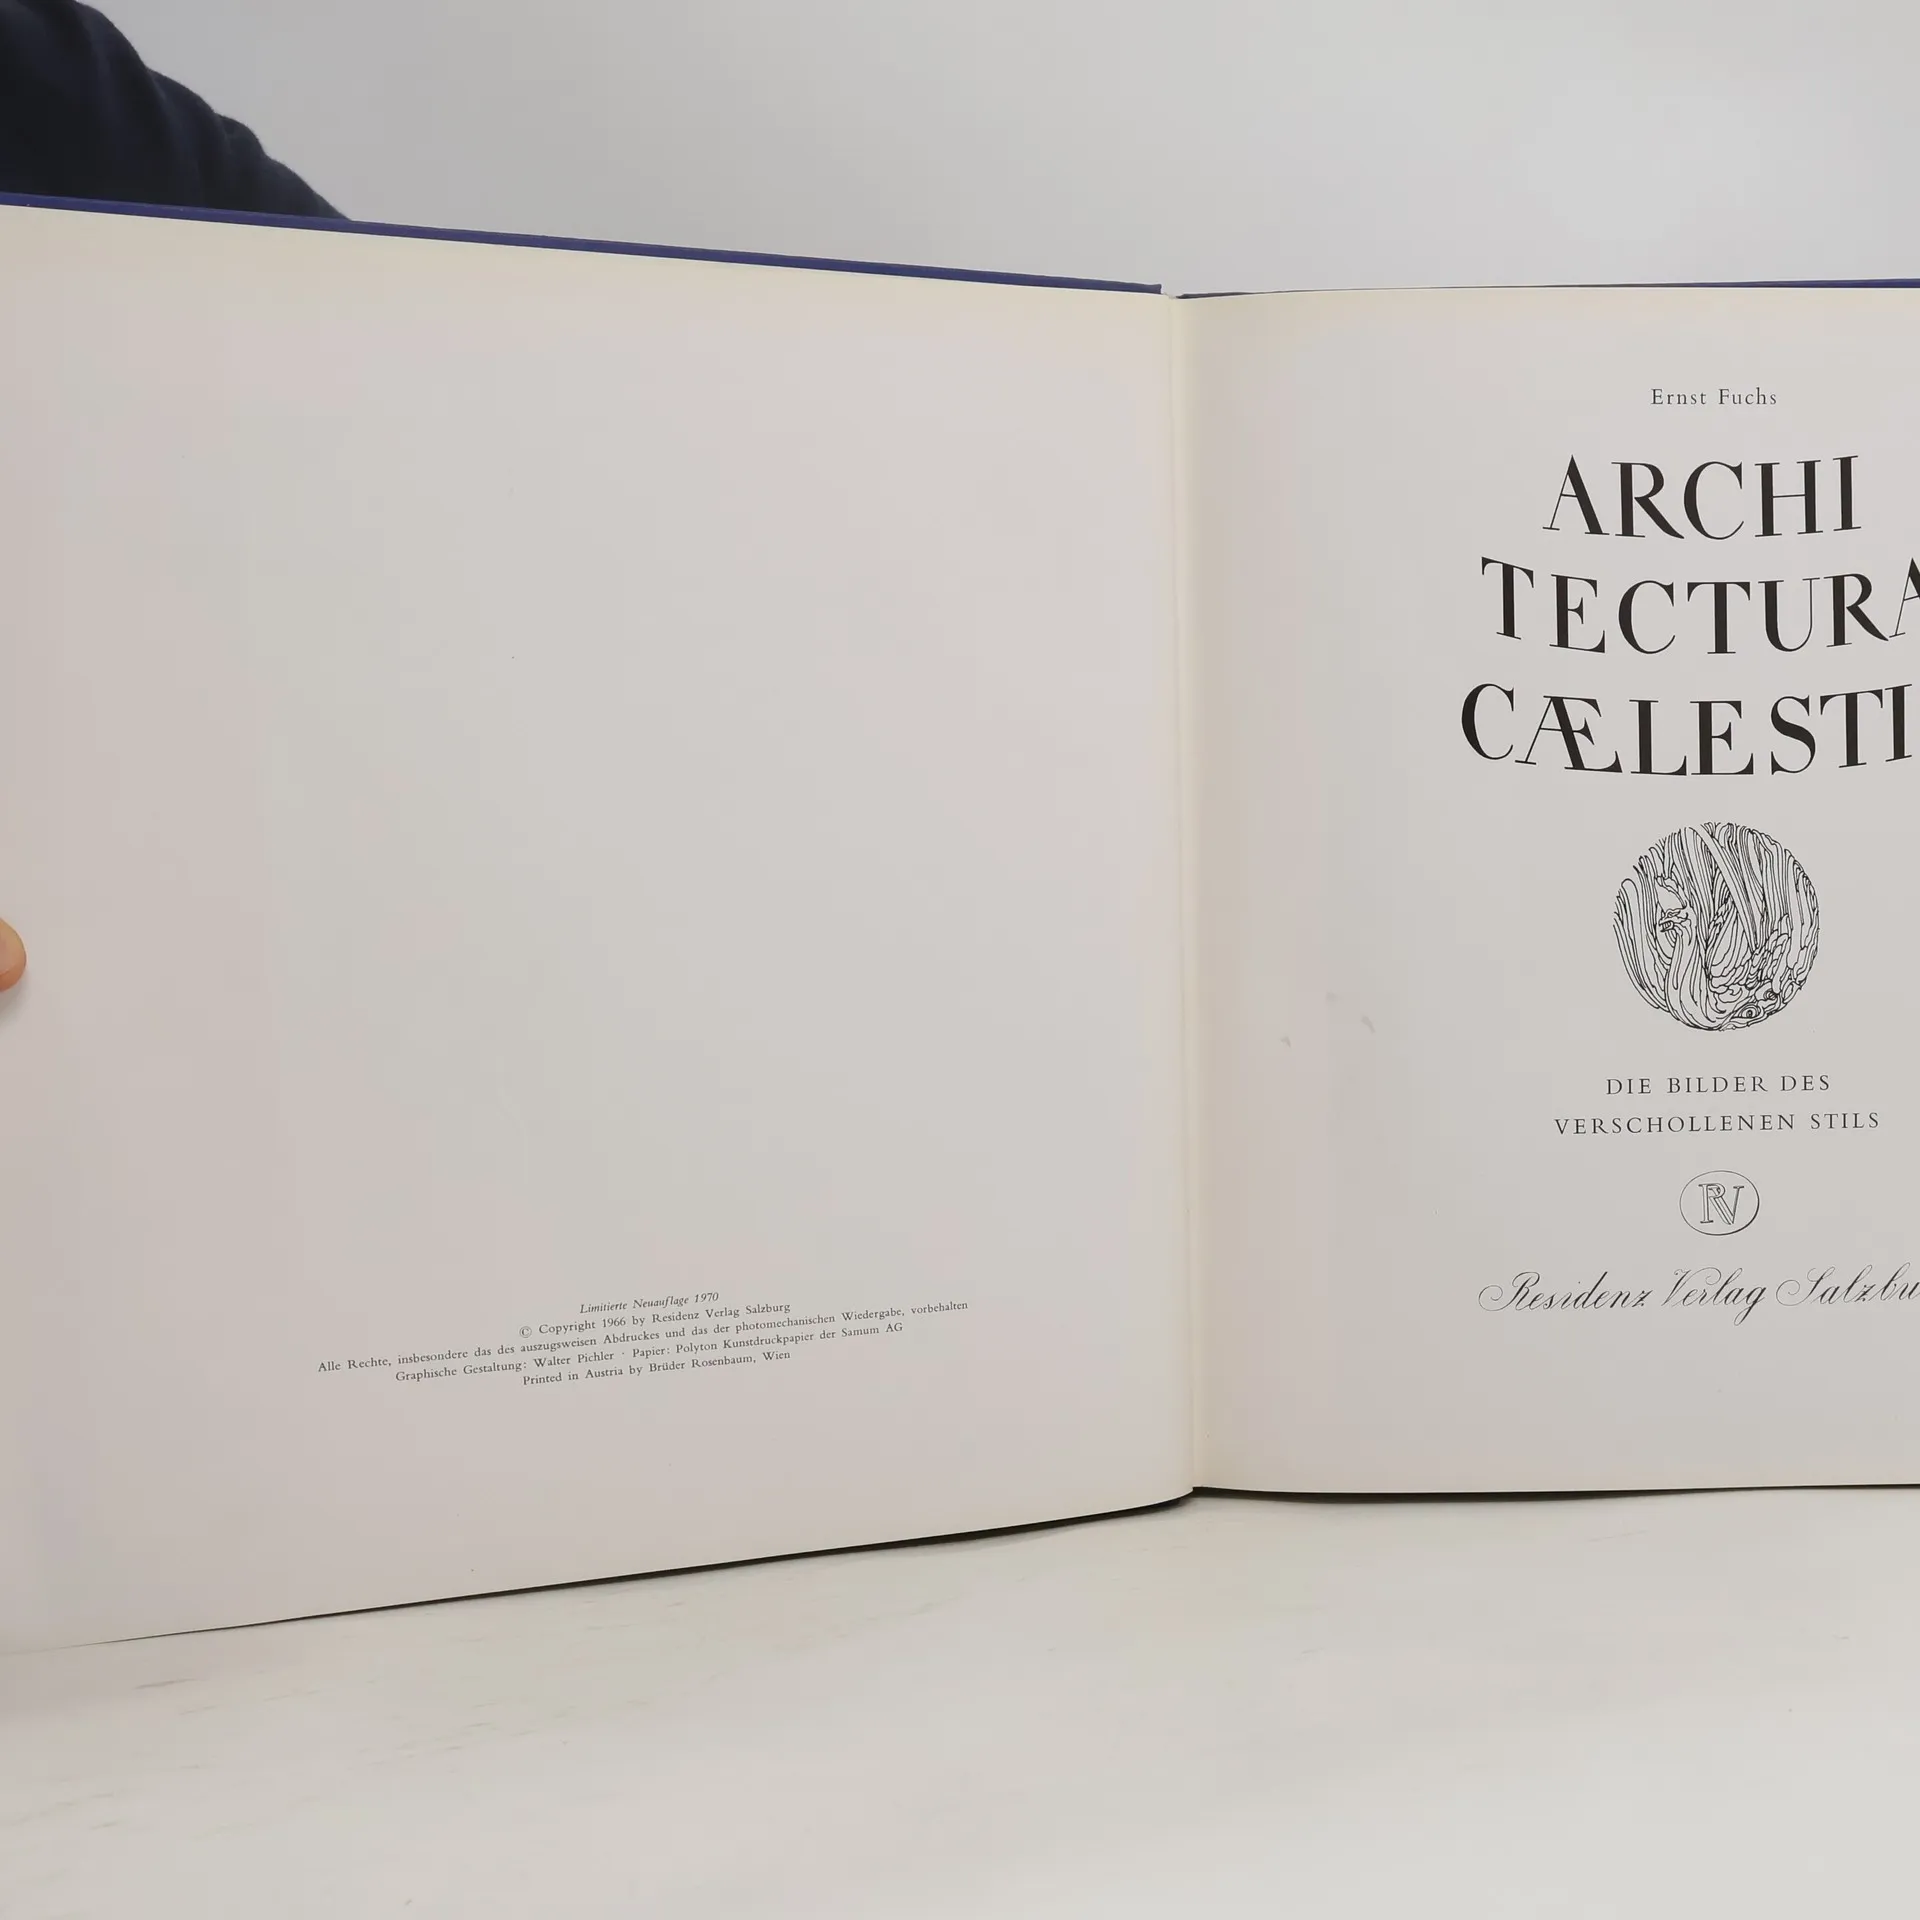 Limitierte Neuauflage 1970
© Copyright 1966 by Residenz Verlag Salzburg
Alle Rechte, insbesondere das des auszugsweisen Abdruckes und das der photomechanischen Wiedergabe, vorbehalten
Graphische Gestaltung: Walter Pichler · Papier: Polyton Kunstdruckpapier der Samum AG
Printed in Austria by Brüder Rosenbaum, Wien
Ernst Fuchs
ARCHI
TECTURA
CÆLESTI
DIE BILDER DES
VERSCHOLLENEN STILS
RV
Residenz Verlag Salzbu